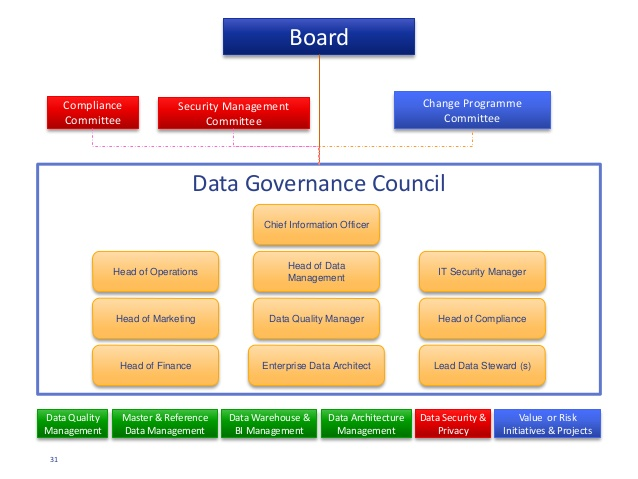 Board
Compliance
Committee
Security Management
Committee
Change Programme
Committee
Data Governance Council
Chief Information Officer
Head of Operations
Head of Data
Management
IT Security Manager
Head of Marketing
Data Quality Manager
Head of Compliance
Head of Finance
Enterprise Data Architect
Lead Data Steward (s)
Data Quality
Management
Master & Reference
Data Management
Data Warehouse &
BI Management
Data Architecture
Management
Data Security &
Privacy
Value or Risk
Initiatives & Projects
31